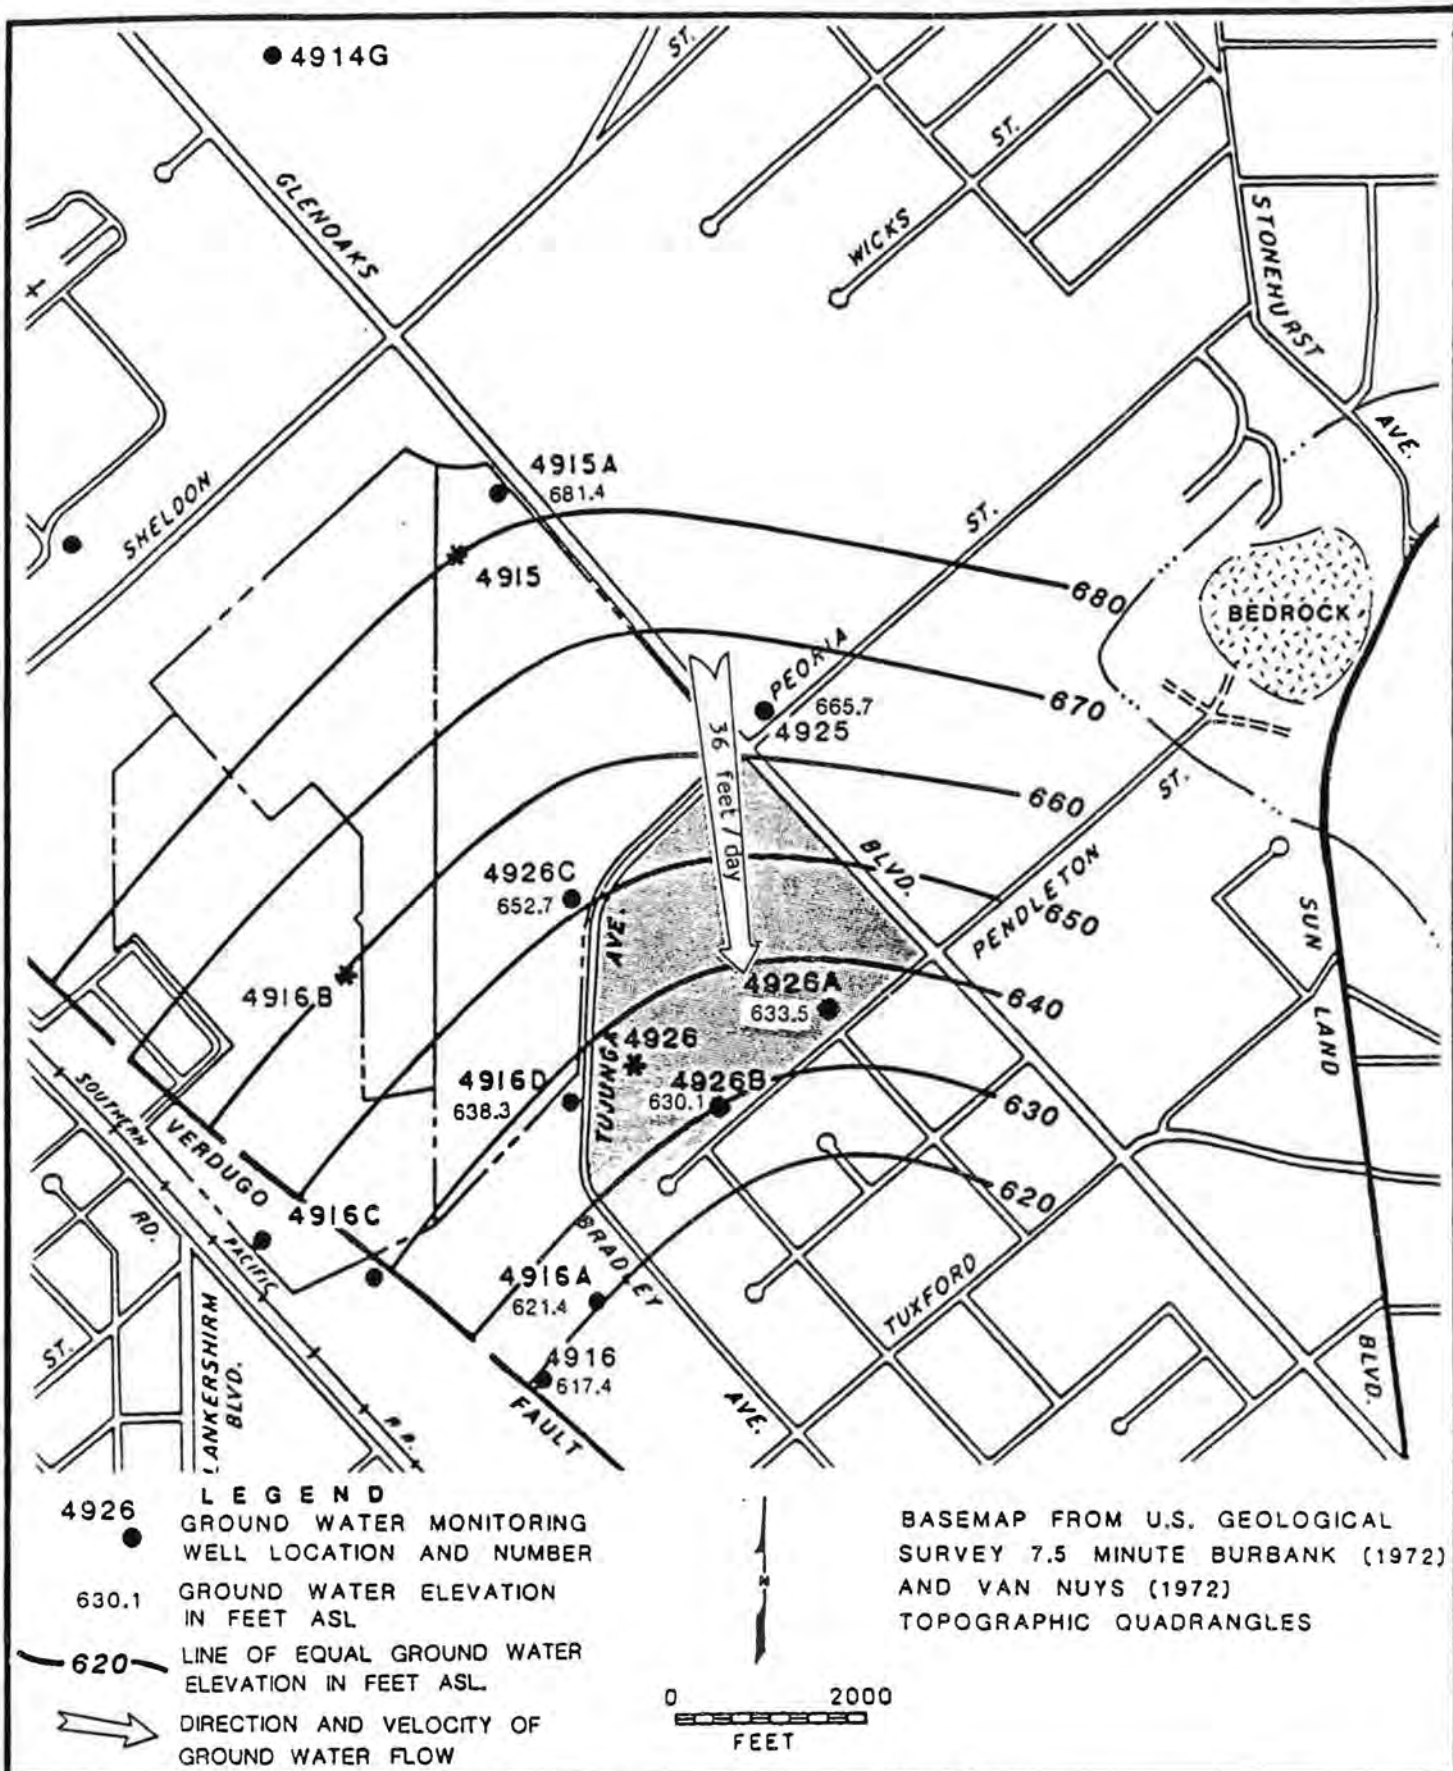 4914G
ST.
GLENOAKS
ST.
WICKS
STONEHURST
AVE.
SHELDON
4915A
681.4
4915
ST.
680
BEDROCK
PEORIA
665.7
4925
670
36 feet / day
660
ST.
BLVD.
PENDLETON
4926C
652.7
AVE.
650
SUN
LAND
4916B
4926A
633.5
640
TUJUNGA
4926
4926B
630.1
4916D
638.3
630
SOUTHERN
VERDUGO
620
4916C
RD.
PACIFIC
BRADLEY
4916A
621.4
TUXFORD
ST.
LANKERSHIRM
BLVD.
4916
617.4
FAULT
AVE.
BLVD.
R.R.
LEGEND
4926
GROUND WATER MONITORING
WELL LOCATION AND NUMBER
630.1
GROUND WATER ELEVATION
IN FEET ASL
620
LINE OF EQUAL GROUND WATER
ELEVATION IN FEET ASL.
DIRECTION AND VELOCITY OF
GROUND WATER FLOW
N
0 2000
FEET
BASEMAP FROM U.S. GEOLOGICAL
SURVEY 7.5 MINUTE BURBANK (1972)
AND VAN NUYS (1972)
TOPOGRAPHIC QUADRANGLES